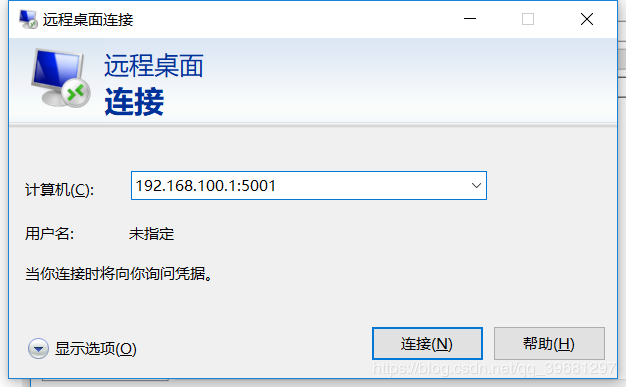 远程桌面连接
远程桌面
连接
计算机(C):
192.168.100.1:5001
用户名:
未指定
当你连接时将向你询问凭据。
显示选项(O)
连接(N)
帮助(H)
https://blog.csdn.net/qq_39681297